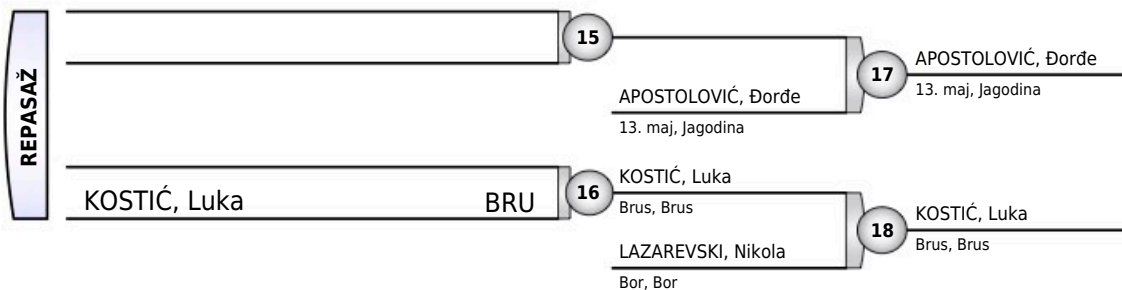 REPASAŽ
15
APOSTOLOVIĆ, Đorđe
13. maj, Jagodina
17
APOSTOLOVIĆ, Đorđe
13. maj, Jagodina
KOSTIĆ, Luka BRU
16
KOSTIĆ, Luka
Brus, Brus
LAZAREVSKI, Nikola
Bor, Bor
18
KOSTIĆ, Luka
Brus, Brus